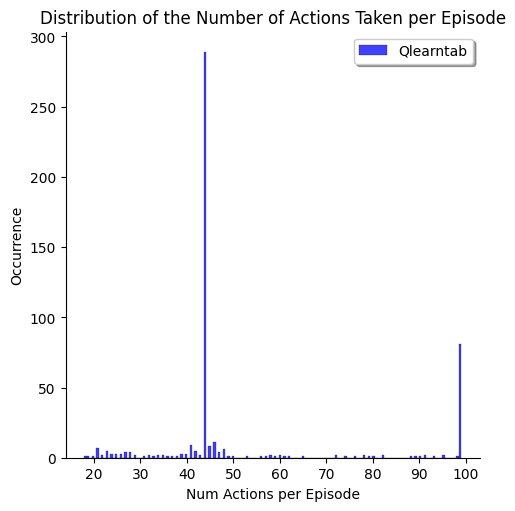 Distribution of the Number of Actions Taken per Episode
Qlearntab
Occurrence
300
250
200
150
100
50
0
20 30 40 50 60 70 80 90 100
Num Actions per Episode